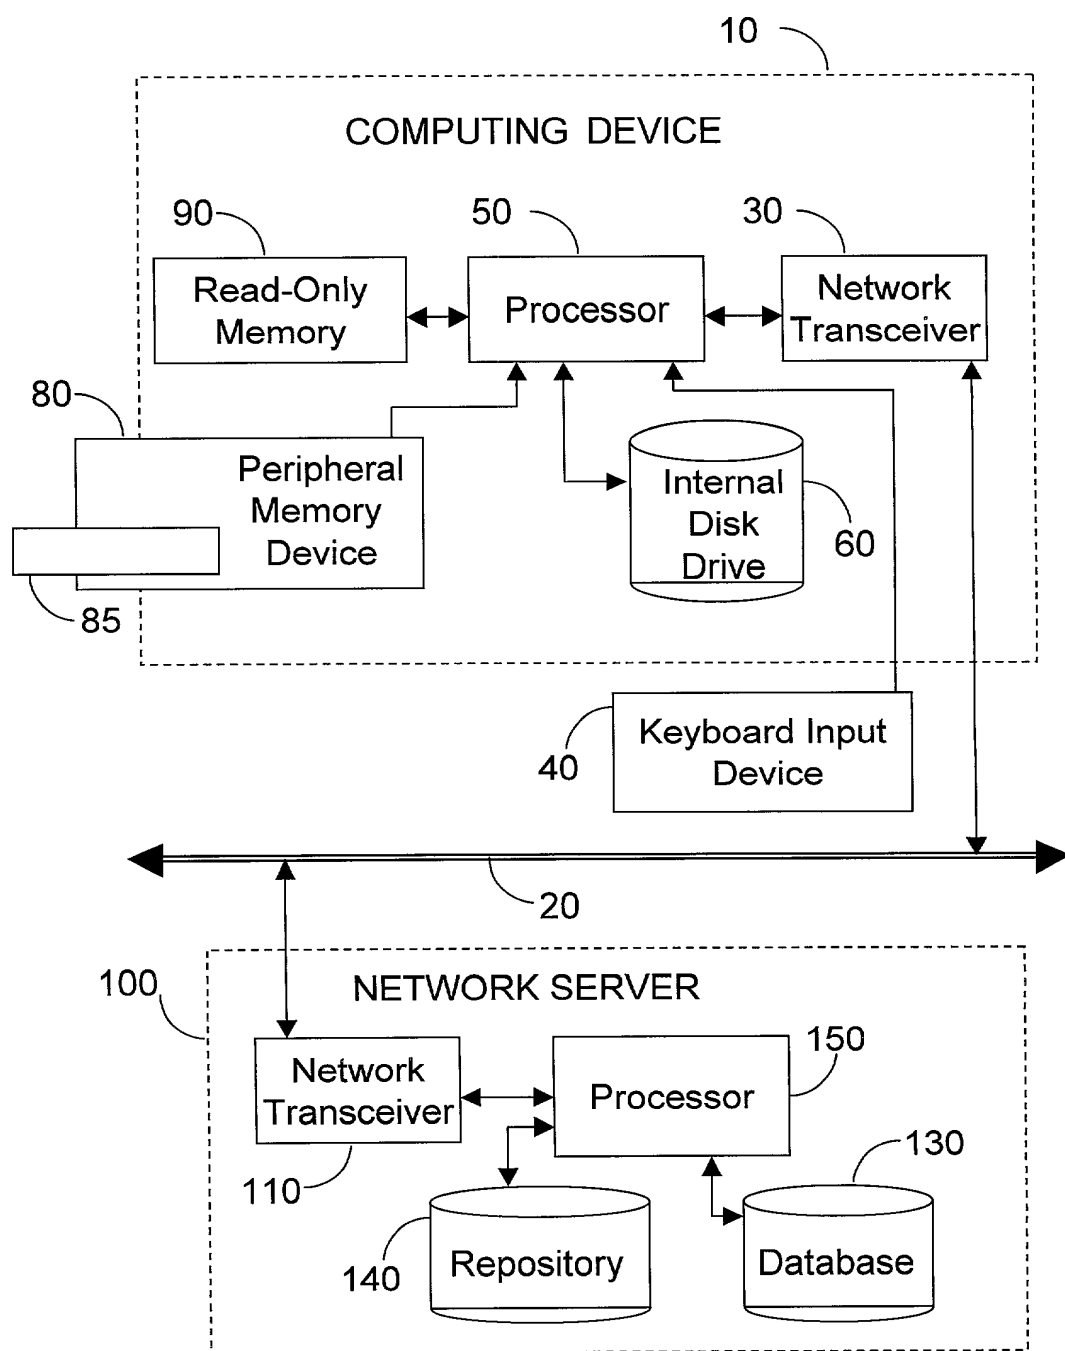 10
COMPUTING DEVICE
90
50
30
Read-Only
Memory
Processor
Network
Transceiver
80
Peripheral
Memory
Device
85
Internal
Disk
Drive
60
Keyboard Input
Device
40
20
100
NETWORK SERVER
150
Network
Transceiver
Processor
110
130
140
Repository
Database